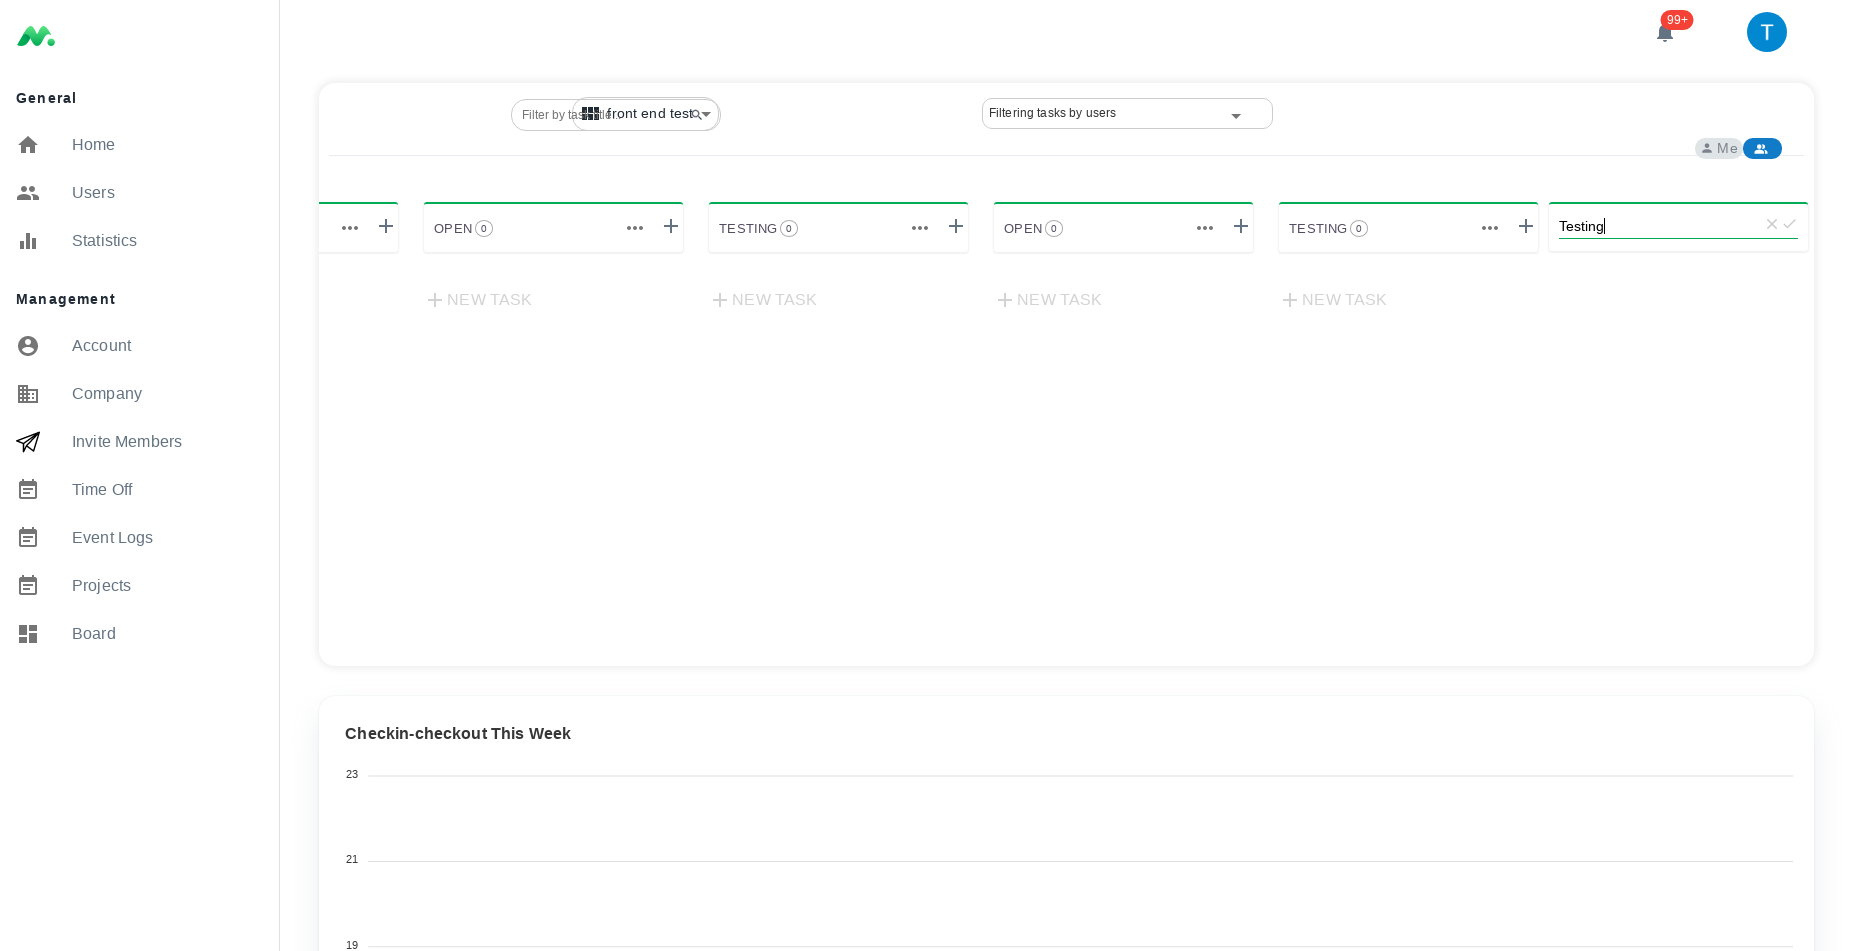 99+
T
General
Home
Users
Statistics
Management
Account
Company
Invite Members
Time Off
Event Logs
Projects
Board
Filter by task
front end test
Filtering tasks by users
Me
OPEN 0
TESTING 0
OPEN 0
TESTING 0
Testing
NEW TASK
NEW TASK
NEW TASK
NEW TASK
Checkin-checkout This Week
23
21
19